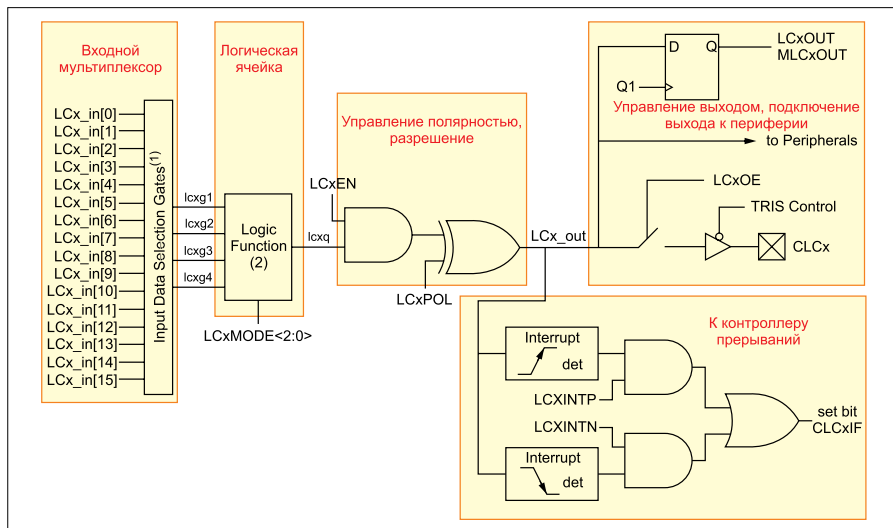 Входной
мультиплексор
LCx_in[0]
LCx_in[1]
LCx_in[2]
LCx_in[3]
LCx_in[4]
LCx_in[5]
LCx_in[6]
LCx_in[7]
LCx_in[8]
LCx_in[9]
LCx_in[10]
LCx_in[11]
LCx_in[12]
LCx_in[13]
LCx_in[14]
LCx_in[15]
Input Data Selection Gates(1)
Логическая
ячейка
lcxg1
lcxg2
lcxg3
lcxg4
Logic
Function
(2)
LCxMODE<2:0>
lcxq
Управление полярностью,
разрешение
LCxEN
LCxPOL
LCx_out
D
Q
Q1
LCxOUT
MLCxOUT
Управление выходом, подключение
выхода к периферии
to Peripherals
LCxOE
TRIS Control
CLCx
К контроллеру
прерываний
Interrupt
det
LCXINTP
LCXINTN
Interrupt
det
set bit
CLCxIF